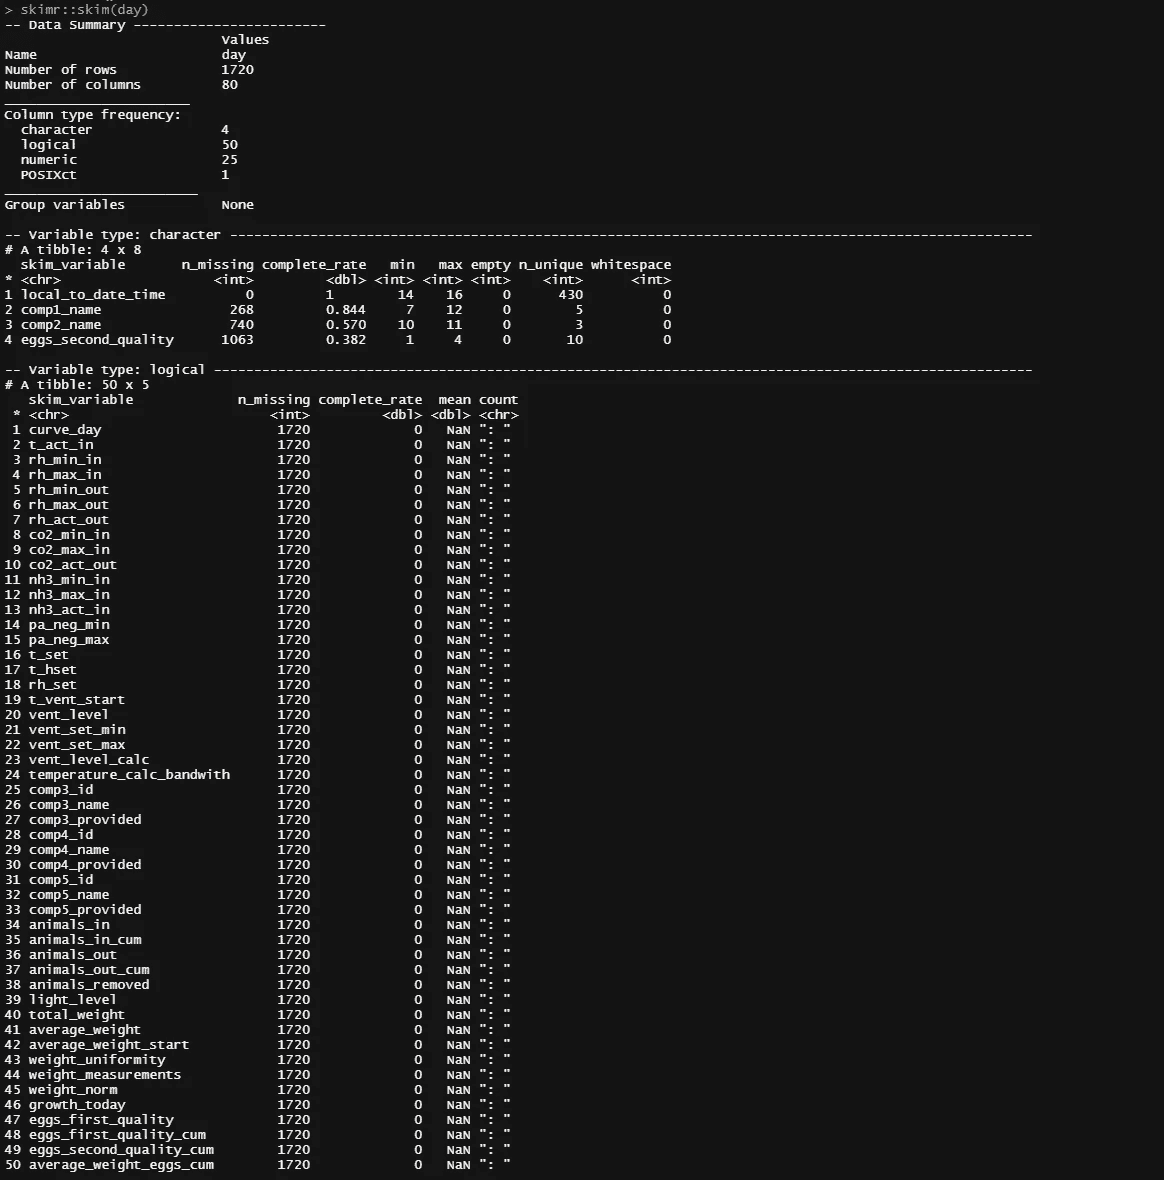 > skimr::skim(day)
-- Data Summary ------------------------
                           Values
Name                       day
Number of rows             1720
Number of columns          80
_______________________
Column type frequency:
  character                4
  logical                  50
  numeric                  25
  POSIXct                  1
________________________
Group variables            None
-- Variable type: character ----------------------------------------------------------------------------------------------------
# A tibble: 4 x 8
  skim_variable       n_missing complete_rate   min   max empty n_unique whitespace
* <chr>                   <int>         <dbl> <int> <int> <int>    <int>      <int>
1 local_to_date_time          0         1        14    16     0      430          0
2 comp1_name                268         0.844     7    12     0        5          0
3 comp2_name                740         0.570    10    11     0        3          0
4 eggs_second_quality      1063         0.382     1     4     0       10          0
-- Variable type: logical ------------------------------------------------------------------------------------------------------
# A tibble: 50 x 5
   skim_variable             n_missing complete_rate  mean count
 * <chr>                         <int>         <dbl> <dbl> <chr>
 1 curve_day                      1720             0   NaN ": "
 2 t_act_in                       1720             0   NaN ": "
 3 rh_min_in                      1720             0   NaN ": "
 4 rh_max_in                      1720             0   NaN ": "
 5 rh_min_out                     1720             0   NaN ": "
 6 rh_max_out                     1720             0   NaN ": "
 7 rh_act_out                     1720             0   NaN ": "
 8 co2_min_in                     1720             0   NaN ": "
 9 co2_max_in                     1720             0   NaN ": "
10 co2_act_out                    1720             0   NaN ": "
11 nh3_min_in                     1720             0   NaN ": "
12 nh3_max_in                     1720             0   NaN ": "
13 nh3_act_in                     1720             0   NaN ": "
14 pa_neg_min                     1720             0   NaN ": "
15 pa_neg_max                     1720             0   NaN ": "
16 t_set                          1720             0   NaN ": "
17 t_hset                         1720             0   NaN ": "
18 rh_set                         1720             0   NaN ": "
19 t_vent_start                   1720             0   NaN ": "
20 vent_level                     1720             0   NaN ": "
21 vent_set_min                   1720             0   NaN ": "
22 vent_set_max                   1720             0   NaN ": "
23 vent_level_calc                1720             0   NaN ": "
24 temperature_calc_bandwith      1720             0   NaN ": "
25 comp3_id                       1720             0   NaN ": "
26 comp3_name                     1720             0   NaN ": "
27 comp3_provided                 1720             0   NaN ": "
28 comp4_id                       1720             0   NaN ": "
29 comp4_name                     1720             0   NaN ": "
30 comp4_provided                 1720             0   NaN ": "
31 comp5_id                       1720             0   NaN ": "
32 comp5_name                     1720             0   NaN ": "
33 comp5_provided                 1720             0   NaN ": "
34 animals_in                     1720             0   NaN ": "
35 animals_in_cum                 1720             0   NaN ": "
36 animals_out                    1720             0   NaN ": "
37 animals_out_cum                1720             0   NaN ": "
38 animals_removed                1720             0   NaN ": "
39 light_level                    1720             0   NaN ": "
40 total_weight                   1720             0   NaN ": "
41 average_weight                 1720             0   NaN ": "
42 average_weight_start           1720             0   NaN ": "
43 weight_uniformity              1720             0   NaN ": "
44 weight_measurements            1720             0   NaN ": "
45 weight_norm                    1720             0   NaN ": "
46 growth_today                   1720             0   NaN ": "
47 eggs_first_quality             1720             0   NaN ": "
48 eggs_first_quality_cum         1720             0   NaN ": "
49 eggs_second_quality_cum        1720             0   NaN ": "
50 average_weight_eggs_cum        1720             0   NaN ": "